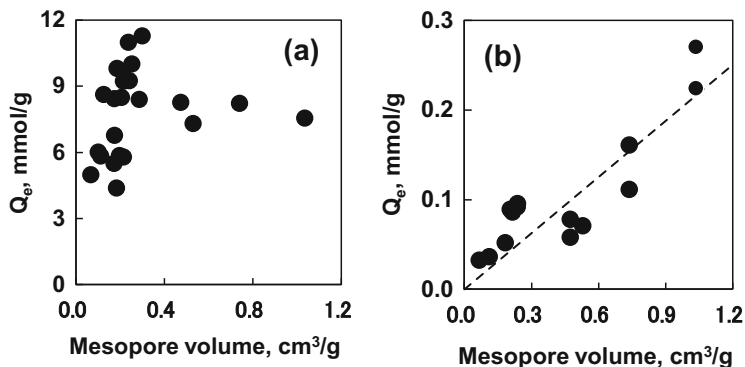 (a)
Qe, mmol/g
12
9
6
3
0
0.0 0.4 0.8 1.2
Mesopore volume, cm³/g
(b)
Qe, mmol/g
0.3
0.2
0.1
0.0
0.0 0.3 0.6 0.9 1.2
Mesopore volume, cm³/g